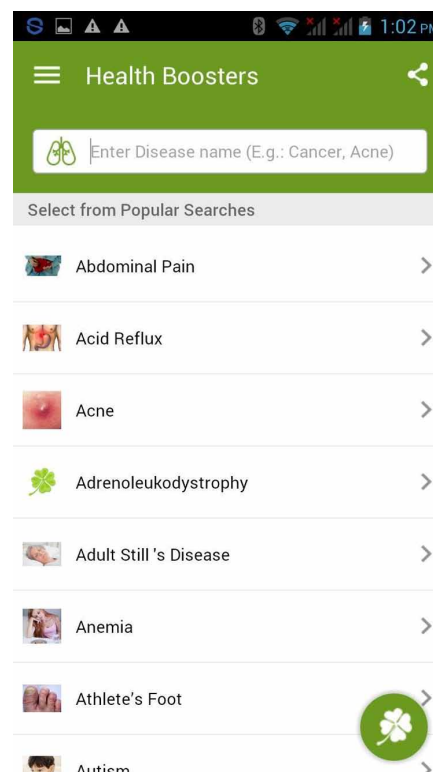 1:02 PM
Health Boosters
Enter Disease name (E.g.: Cancer, Acne)
Select from Popular Searches
Abdominal Pain
Acid Reflux
Acne
Adrenoleukodystrophy
Adult Still 's Disease
Anemia
Athlete's Foot
Autism